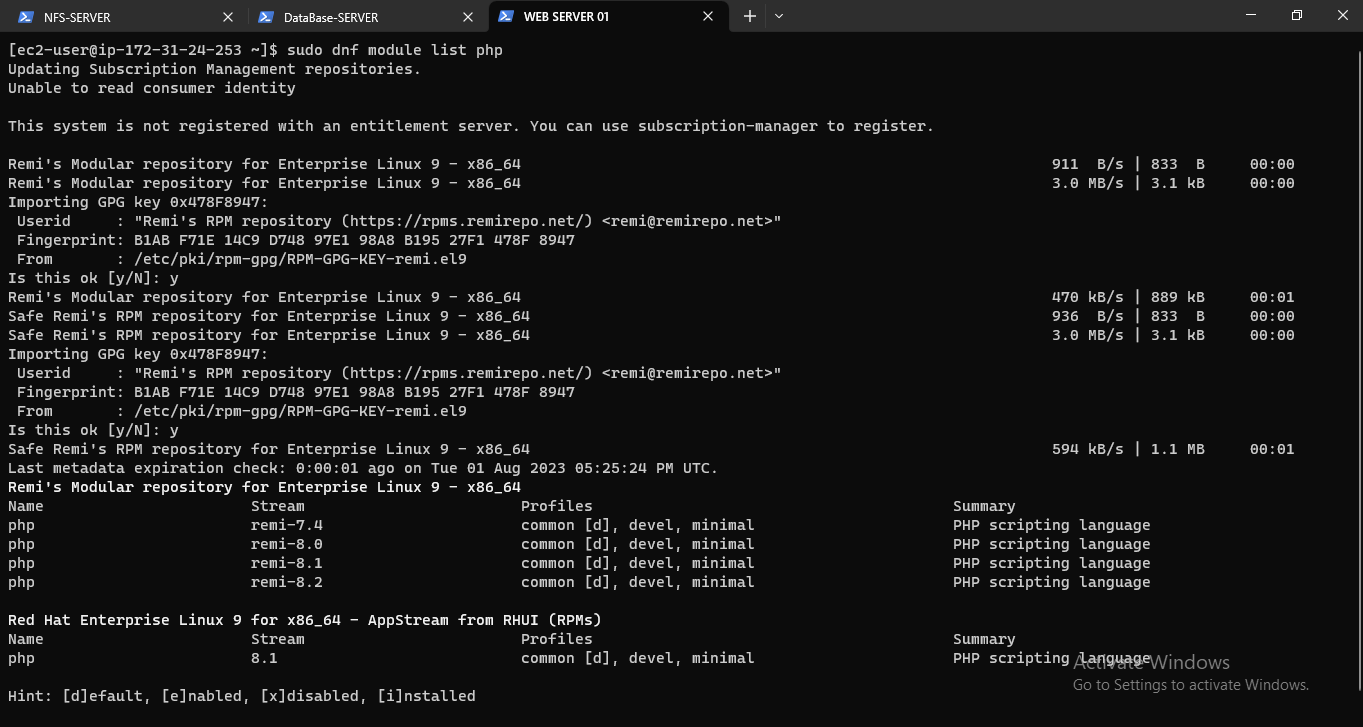 NFS-SERVER
DataBase-SERVER
WEB SERVER 01
[ec2-user@ip-172-31-24-253 ~]$ sudo dnf module list php
Updating Subscription Management repositories.
Unable to read consumer identity
This system is not registered with an entitlement server. You can use subscription-manager to register.
Remi's Modular repository for Enterprise Linux 9 - x86_64 911 B/s | 833 B 00:00
Remi's Modular repository for Enterprise Linux 9 - x86_64 3.0 MB/s | 3.1 kB 00:00
Importing GPG key 0x478F8947:
Userid : "Remi's RPM repository (https://rpms.remirepo.net/) <remi@remirepo.net>"
Fingerprint: B1AB F71E 14C9 D748 97E1 98A8 B195 27F1 478F 8947
From : /etc/pki/rpm-gpg/RPM-GPG-KEY-remi.el9
Is this ok [y/N]: y
Remi's Modular repository for Enterprise Linux 9 - x86_64 470 kB/s | 889 kB 00:01
Safe Remi's RPM repository for Enterprise Linux 9 - x86_64 936 B/s | 833 B 00:00
Safe Remi's RPM repository for Enterprise Linux 9 - x86_64 3.0 MB/s | 3.1 kB 00:00
Importing GPG key 0x478F8947:
Userid : "Remi's RPM repository (https://rpms.remirepo.net/) <remi@remirepo.net>"
Fingerprint: B1AB F71E 14C9 D748 97E1 98A8 B195 27F1 478F 8947
From : /etc/pki/rpm-gpg/RPM-GPG-KEY-remi.el9
Is this ok [y/N]: y
Safe Remi's RPM repository for Enterprise Linux 9 - x86_64 594 kB/s | 1.1 MB 00:01
Last metadata expiration check: 0:00:01 ago on Tue 01 Aug 2023 05:25:24 PM UTC.
Remi's Modular repository for Enterprise Linux 9 - x86_64
Name Stream Profiles Summary
php remi-7.4 common [d], devel, minimal PHP scripting language
php remi-8.0 common [d], devel, minimal PHP scripting language
php remi-8.1 common [d], devel, minimal PHP scripting language
php remi-8.2 common [d], devel, minimal PHP scripting language
Red Hat Enterprise Linux 9 for x86_64 - AppStream from RHUI (RPMs)
Name Stream Profiles Summary
php 8.1 common [d], devel, minimal PHP scripting language
Activate Windows
Go to Settings to activate Windows.
Hint: [d]efault, [e]nabled, [x]disabled, [i]nstalled